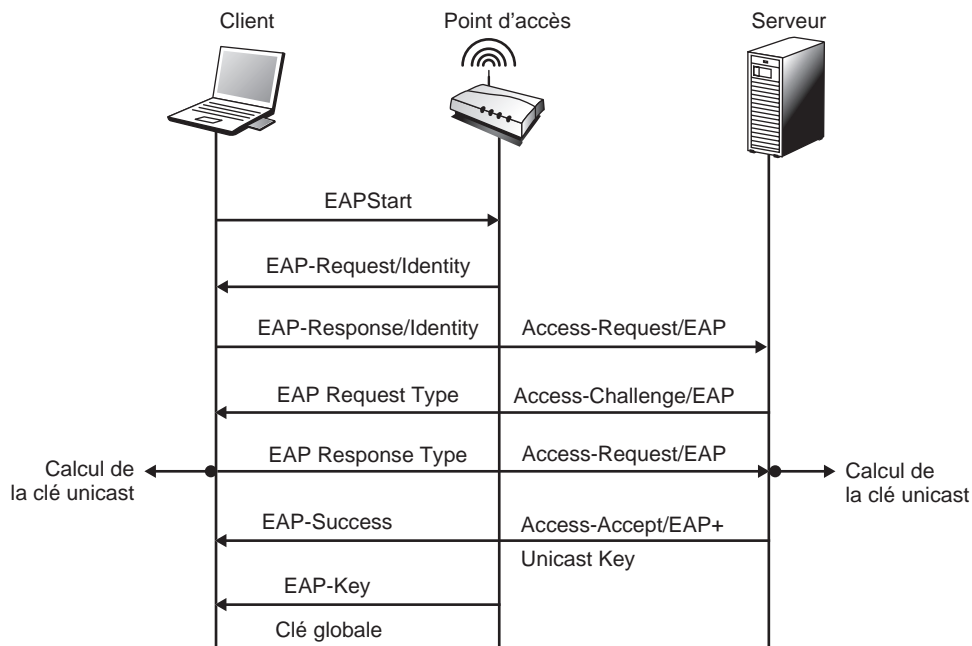 Client
Point d'accès
Serveur
EAPStart
EAP-Request/Identity
EAP-Response/Identity
Access-Request/EAP
EAP Request Type
Access-Challenge/EAP
Calcul de
la clé unicast
EAP Response Type
Access-Request/EAP
Calcul de
la clé unicast
EAP-Success
Access-Accept/EAP+
Unicast Key
EAP-Key
Clé globale